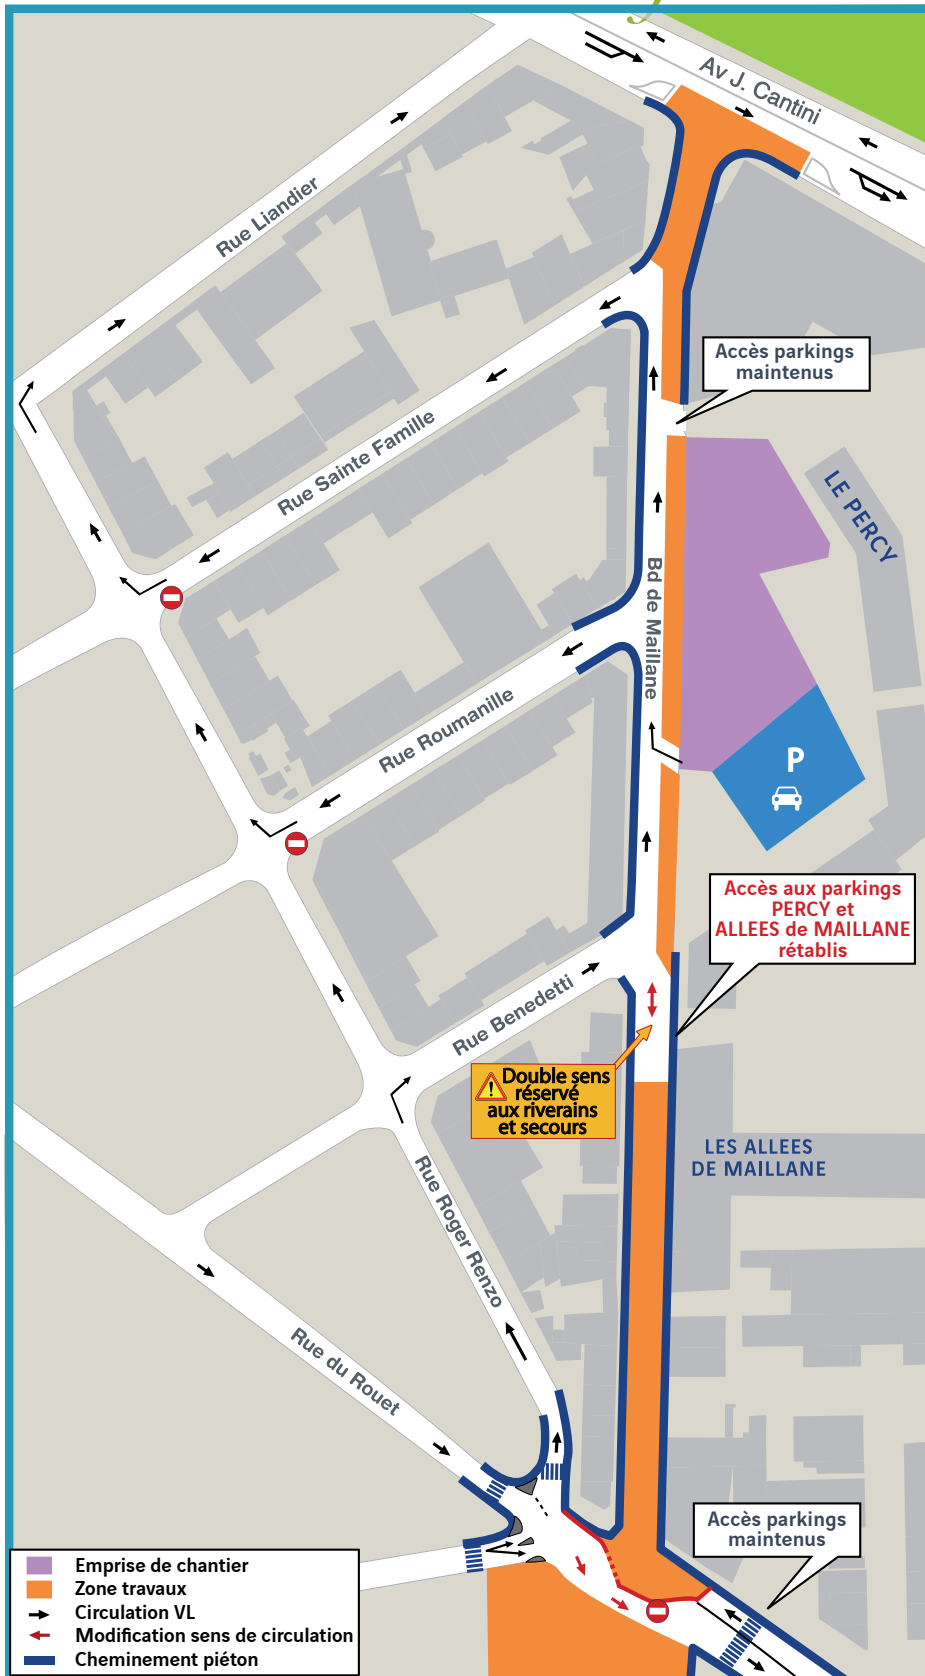 Av J. Cantini
Rue Liandier
Accès parkings
maintenus
Rue Sainte Famille
LE PERCY
Bd de Maillane
Rue Roumanille
P
Accès aux parkings
PERCY et
ALLEES de MAILLANE
rétablis
Rue Benedetti
Double sens
réservé
aux riverains
et secours
LES ALLEES
DE MAILLANE
Rue Roger Renzo
Rue du Rouet
Accès parkings
maintenus
Emprise de chantier
Zone travaux
Circulation VL
Modification sens de circulation
Cheminement piéton